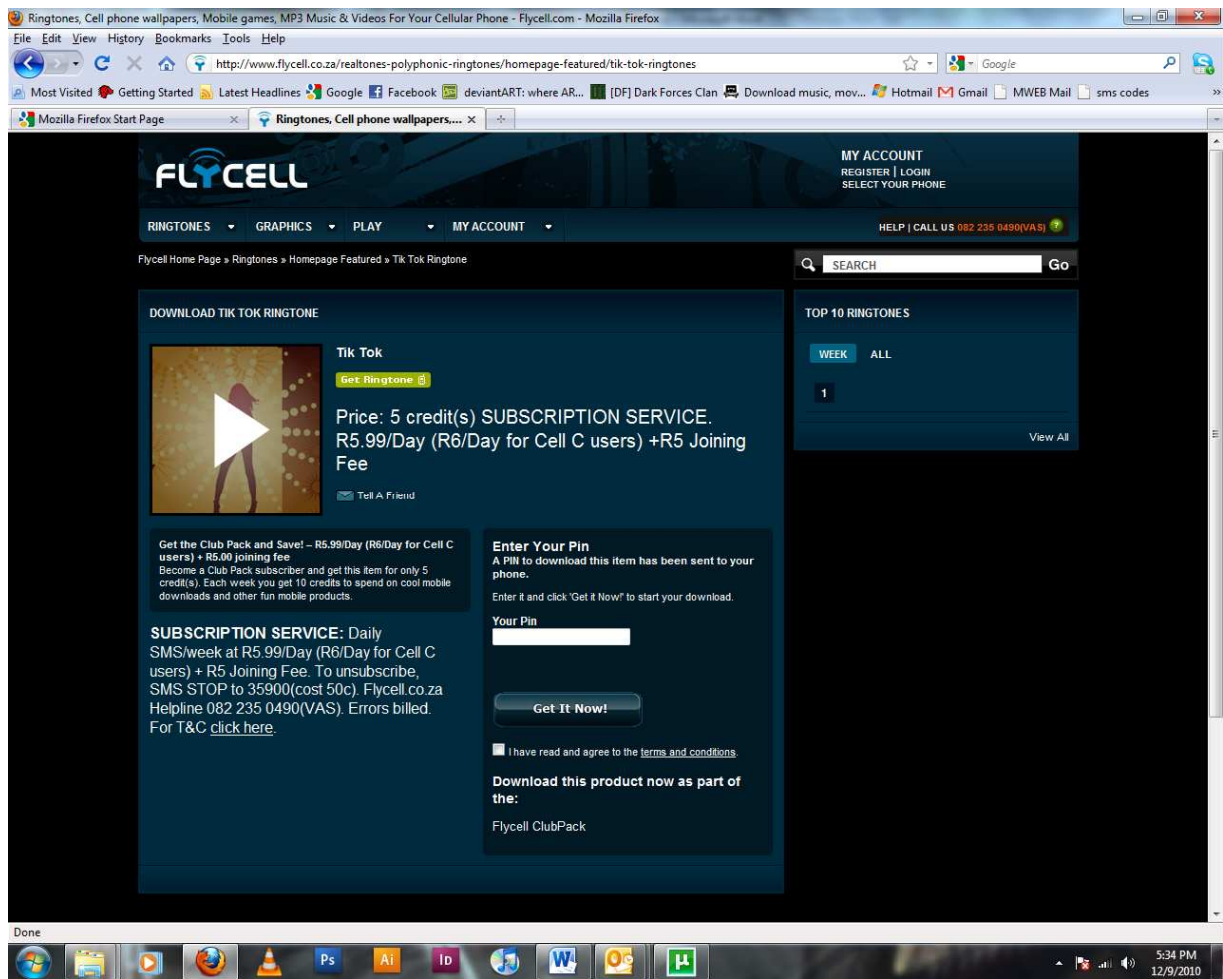 Ringtones, Cell phone wallpapers, Mobile games, MP3 Music & Videos For Your Cellular Phone - Flycell.com - Mozilla Firefox
File Edit View History Bookmarks Tools Help
http://www.flycell.co.za/realtones-polyphonic-ringtones/homepage-featured/tik-tok-ringtones
Google
Most Visited Getting Started Latest Headlines Google Facebook deviantART: where AR... [DF] Dark Forces Clan Download music, mov... Hotmail Gmail MWEB Mail sms codes »
Mozilla Firefox Start Page
Ringtones, Cell phone wallpapers,...
FLYCELL
MY ACCOUNT
REGISTER | LOGIN
SELECT YOUR PHONE
RINGTONES GRAPHICS PLAY MY ACCOUNT
HELP | CALL US 082 235 0490(VAS) ?
Flycell Home Page » Ringtones » Homepage Featured » Tik Tok Ringtone
SEARCH Go
DOWNLOAD TIK TOK RINGTONE
Tik Tok
Get Ringtone
Price: 5 credit(s) SUBSCRIPTION SERVICE.
R5.99/Day (R6/Day for Cell C users) +R5 Joining
Fee
Tell A Friend
Get the Club Pack and Save! – R5.99/Day (R6/Day for Cell C
users) + R5.00 joining fee
Become a Club Pack subscriber and get this item for only 5
credit(s). Each week you get 10 credits to spend on cool mobile
downloads and other fun mobile products.
SUBSCRIPTION SERVICE: Daily
SMS/week at R5.99/Day (R6/Day for Cell C
users) + R5 Joining Fee. To unsubscribe,
SMS STOP to 35900(cost 50c). Flycell.co.za
Helpline 082 235 0490(VAS). Errors billed.
For T&C click here.
Enter Your Pin
A PIN to download this item has been sent to your
phone.
Enter it and click 'Get it Now!' to start your download.
Your Pin
Get It Now!
I have read and agree to the terms and conditions.
Download this product now as part of
the:
Flycell ClubPack
TOP 10 RINGTONES
WEEK ALL
1
View All
Done
Ps Ai ID W µ
5:34 PM
12/9/2010